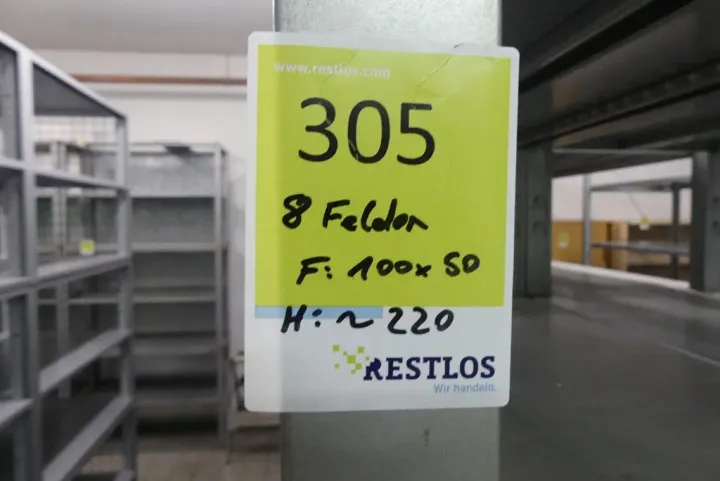 www.restlos.com
305
8 Felder
F: 100x50
H: ~ 220
RESTLOS
Wir handeln.